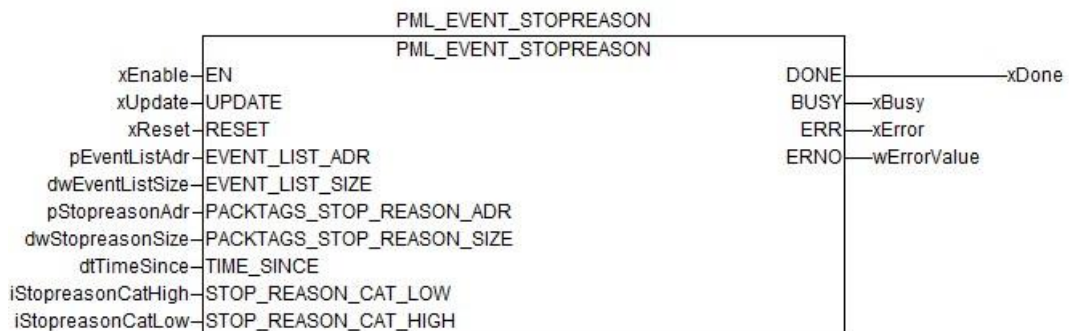 PML_EVENT_STOPREASON
PML_EVENT_STOPREASON
xEnable EN DONE xDone
xUpdate UPDATE BUSY xBusy
xReset RESET ERR xError
pEventListAdr EVENT_LIST_ADR ERNO wErrorValue
dwEventListSize EVENT_LIST_SIZE
pStopreasonAdr PACKTAGS_STOP_REASON_ADR
dwStopreasonSize PACKTAGS_STOP_REASON_SIZE
dtTimeSince TIME_SINCE
iStopreasonCatHigh STOP_REASON_CAT_LOW
iStopreasonCatLow STOP_REASON_CAT_HIGH